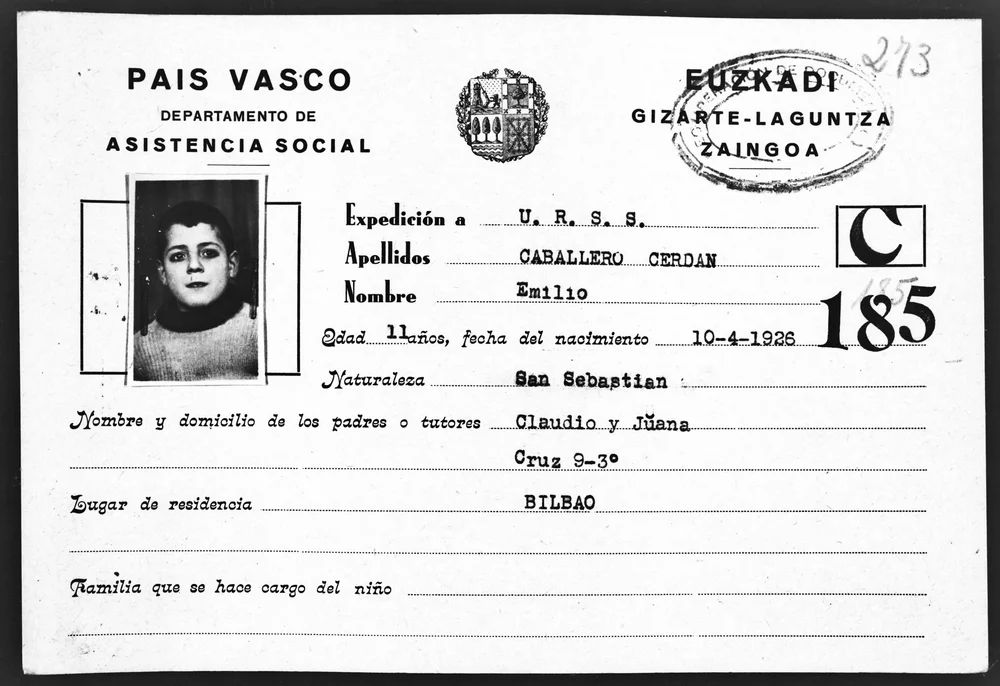 273
PAIS VASCO
DEPARTAMENTO DE
ASISTENCIA SOCIAL
EUZKADI
GIZARTE-LAGUNTZA
ZAINGOA
Expedición a U. R. S. S.
C
Apellidos CABALLERO CERDAN
Nombre Emilio
185
185
Edad 11 años, fecha del nacimiento 10-4-1926
Naturaleza San Sebastian
Nombre y domicilio de los padres o tutores Claudio y Juana
Cruz 9-3º
Lugar de residencia BILBAO
Familia que se hace cargo del niño